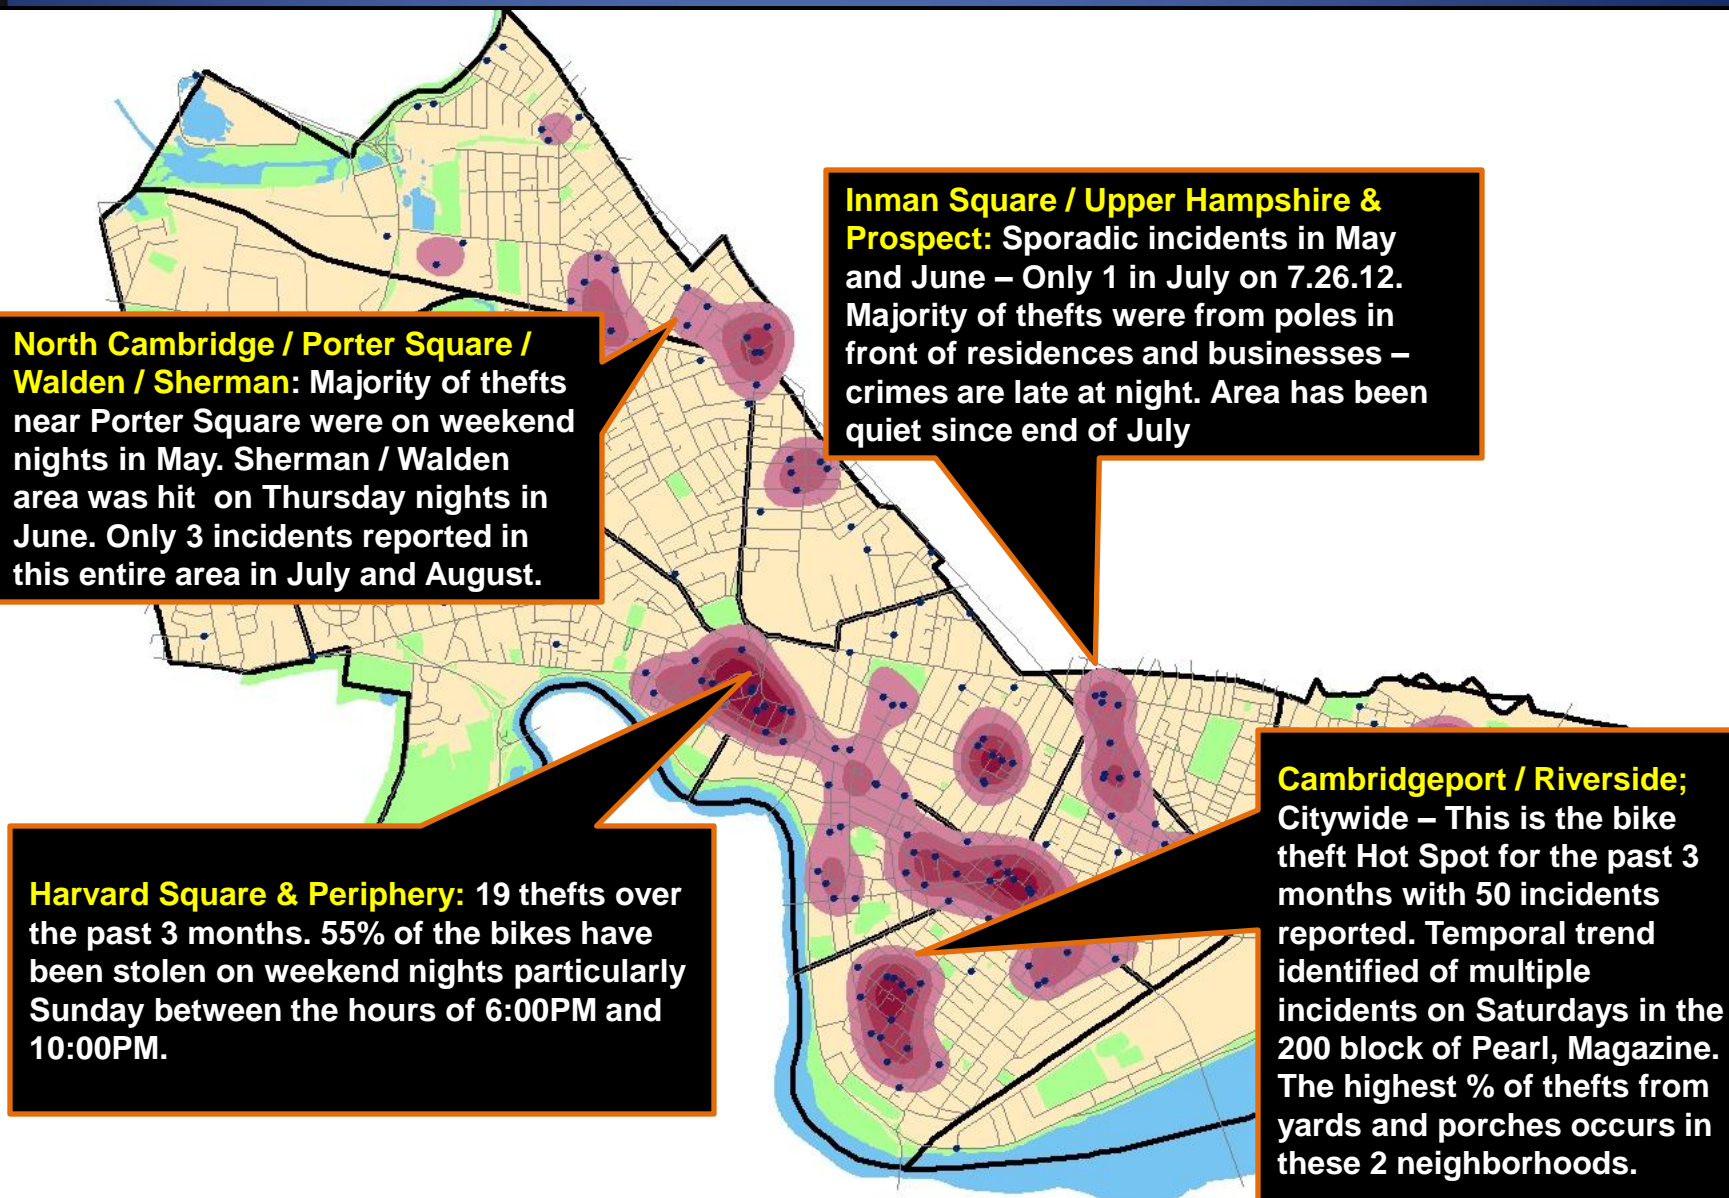 Inman Square / Upper Hampshire &
Prospect: Sporadic incidents in May
and June – Only 1 in July on 7.26.12.
Majority of thefts were from poles in
front of residences and businesses –
crimes are late at night. Area has been
quiet since end of July
North Cambridge / Porter Square /
Walden / Sherman: Majority of thefts
near Porter Square were on weekend
nights in May. Sherman / Walden
area was hit  on Thursday nights in
June. Only 3 incidents reported in
this entire area in July and August.
Harvard Square & Periphery: 19 thefts over
the past 3 months. 55% of the bikes have
been stolen on weekend nights particularly
Sunday between the hours of 6:00PM and
10:00PM.
Cambridgeport / Riverside;
Citywide – This is the bike
theft Hot Spot for the past 3
months with 50 incidents
reported. Temporal trend
identified of multiple
incidents on Saturdays in the
200 block of Pearl, Magazine.
The highest % of thefts from
yards and porches occurs in
these 2 neighborhoods.